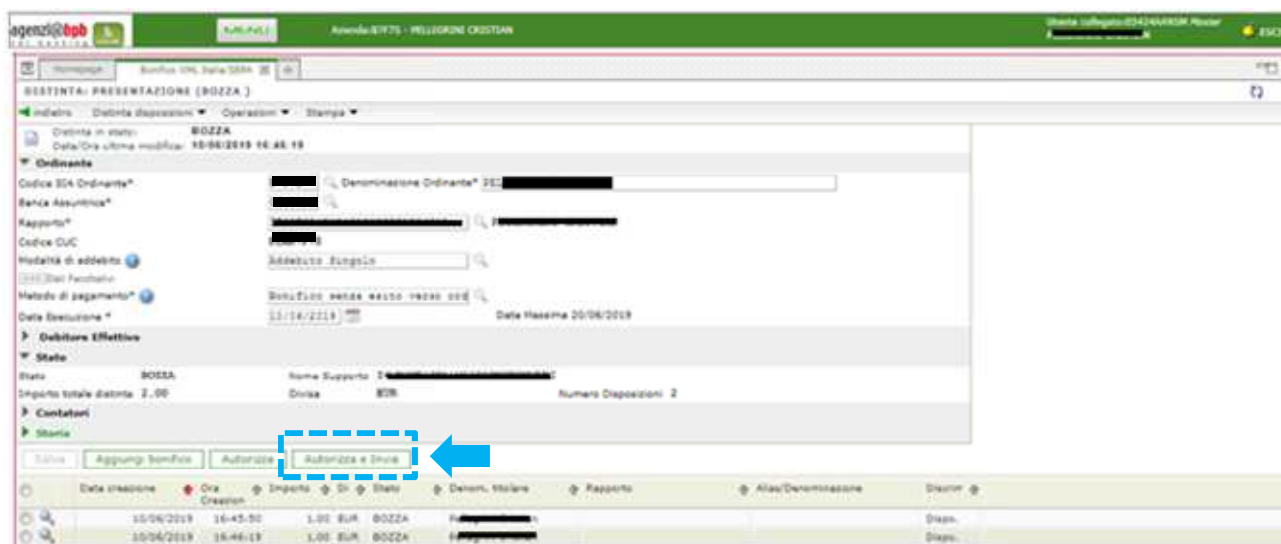 agenzi@bpb
MENU Azienda:87F75 - PELLEGRINI CRISTIAN Utente collegato: Master ESCI
Homepage Bonifico XML Italia/SEPA
DISTINTA: PRESENTAZIONE (BOZZA )
Indietro Distinta disposizioni Operazioni Stampa
Distinta in stato: BOZZA
Data/Ora ultima modifica: 10/06/2019 16:46:19
Ordinante
Codice SIA Ordinante* Denominazione Ordinante*
Banca Assuntrice*
Rapporto*
Codice CUC
Modalità di addebito Addebito Singolo
Dati Facoltativi
Metodo di pagamento* Bonifico senza esito verso ord
Data Esecuzione * Data Massima 20/06/2019
Debitore Effettivo
Stato
Stato BOZZA Nome Supporto
Importo totale distinta 2.00 Divisa EUR Numero Disposizioni 2
Contatori
Storia
Salva Aggiungi bonifico Autorizza Autorizza e Invia
Data creazione Ora Creazion Importo Di Stato Denom. titolare Rapporto Alias/Denominazione Discrim
10/06/2019 16:45:50 1.00 EUR BOZZA Dispo.
10/06/2019 16:46:19 1.00 EUR BOZZA Dispo.